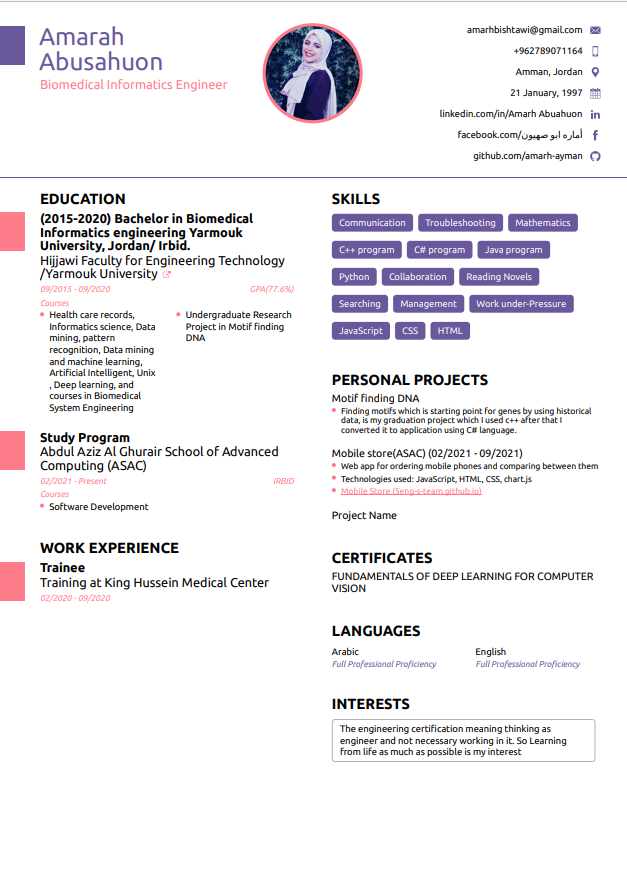 Amarah
Abusahuon
Biomedical Informatics Engineer
amarhbishtawi@gmail.com
+962789071164
Amman, Jordan
21 January, 1997
linkedin.com/in/Amarh Abuahuon
facebook.com/أماره ابو صهيون
github.com/amarh-ayman
EDUCATION
(2015-2020) Bachelor in Biomedical
Informatics engineering Yarmouk
University, Jordan/ Irbid.
Hijjawi Faculty for Engineering Technology
/Yarmouk University
09/2015 - 09/2020 GPA(77.6%)
Courses
Health care records,
Informatics science, Data
mining, pattern
recognition, Data mining
and machine learning,
Artificial Intelligent, Unix
, Deep learning, and
courses in Biomedical
System Engineering
Undergraduate Research
Project in Motif finding
DNA
Study Program
Abdul Aziz Al Ghurair School of Advanced
Computing (ASAC)
02/2021 - Present IRBID
Courses
Software Development
WORK EXPERIENCE
Trainee
Training at King Hussein Medical Center
02/2020 - 09/2020
SKILLS
Communication Troubleshooting Mathematics
C++ program C# program Java program
Python Collaboration Reading Novels
Searching Management Work under-Pressure
JavaScript CSS HTML
PERSONAL PROJECTS
Motif finding DNA
Finding motifs which is starting point for genes by using historical
data, is my graduation project which I used c++ after that I
converted it to application using C# language.
Mobile store(ASAC) (02/2021 - 09/2021)
Web app for ordering mobile phones and comparing between them
Technologies used: JavaScript, HTML, CSS, chart.js
Mobile Store (5eng-s-team.github.io)
Project Name
CERTIFICATES
FUNDAMENTALS OF DEEP LEARNING FOR COMPUTER
VISION
LANGUAGES
Arabic English
Full Professional Proficiency Full Professional Proficiency
INTERESTS
The engineering certification meaning thinking as
engineer and not necessary working in it. So Learning
from life as much as possible is my interest